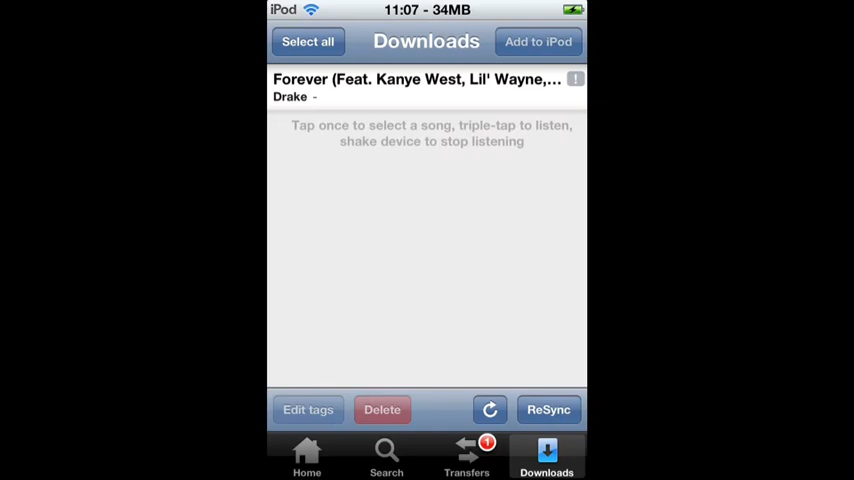 iPod 11:07 - 34MB
Select all Downloads Add to iPod
Forever (Feat. Kanye West, Lil' Wayne,... !
Drake -
Tap once to select a song, triple-tap to listen,
shake device to stop listening
Edit tags Delete ReSync
1
Home Search Transfers Downloads